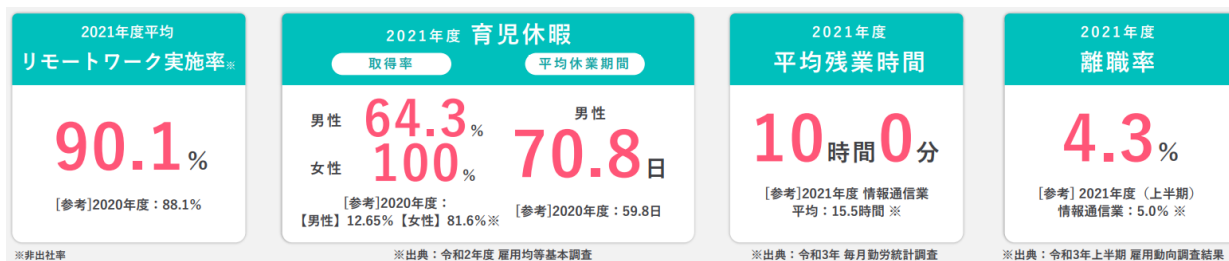 2021年度平均
リモートワーク実施率※
90.1%
[参考]2020年度：88.1%
※非出社率
2021年度 育児休暇
取得率
平均休業期間
男性 64.3%
女性 100%
[参考]2020年度：
【男性】12.65%【女性】81.6%※
男性
70.8日
[参考]2020年度：59.8日
※出典：令和2年度 雇用均等基本調査
2021年度
平均残業時間
10時間0分
[参考]2021年度 情報通信業
平均：15.5時間 ※
※出典：令和3年 毎月勤労統計調査
2021年度
離職率
4.3%
[参考] 2021年度（上半期）
情報通信業：5.0% ※
※出典：令和3年上半期 雇用動向調査結果